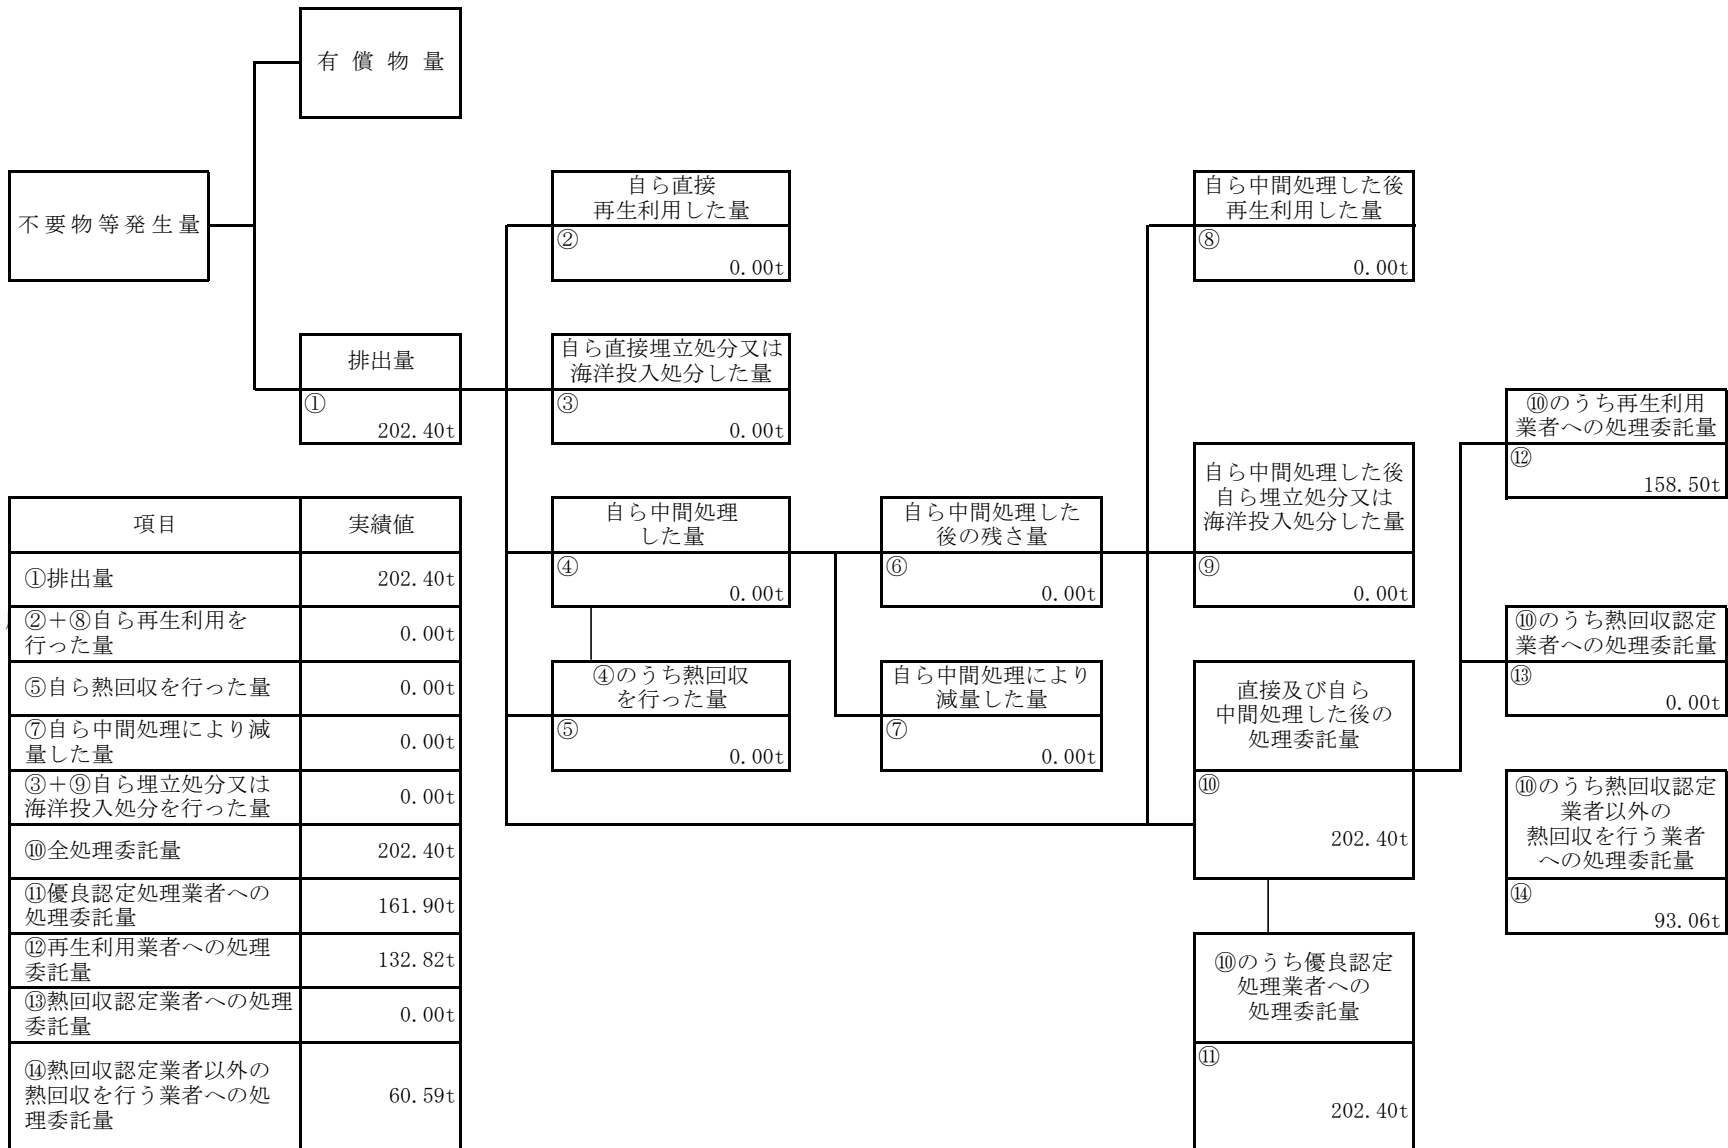 有償物量
不要物等発生量
自ら直接
再生利用した量
②
0.00t
自ら中間処理した後
再生利用した量
⑧
0.00t
排出量
①
202.40t
自ら直接埋立処分又は
海洋投入処分した量
③
0.00t
⑩のうち再生利用
業者への処理委託量
⑫
158.50t
自ら中間処理
した量
④
0.00t
自ら中間処理した
後の残さ量
⑥
0.00t
自ら中間処理した後
自ら埋立処分又は
海洋投入処分した量
⑨
0.00t
⑩のうち熱回収認定
業者への処理委託量
⑬
0.00t
④のうち熱回収
を行った量
⑤
0.00t
自ら中間処理により
減量した量
⑦
0.00t
直接及び自ら
中間処理した後の
処理委託量
⑩
202.40t
⑩のうち熱回収認定
業者以外の
熱回収を行う業者
への処理委託量
⑭
93.06t
⑩のうち優良認定
処理業者への
処理委託量
⑪
202.40t
項目 実績値
①排出量 202.40t
②＋⑧自ら再生利用を
行った量 0.00t
⑤自ら熱回収を行った量 0.00t
⑦自ら中間処理により減
量した量 0.00t
③＋⑨自ら埋立処分又は
海洋投入処分を行った量 0.00t
⑩全処理委託量 202.40t
⑪優良認定処理業者への
処理委託量 161.90t
⑫再生利用業者への処理
委託量 132.82t
⑬熱回収認定業者への処理
委託量 0.00t
⑭熱回収認定業者以外の
熱回収を行う業者への処
理委託量 60.59t